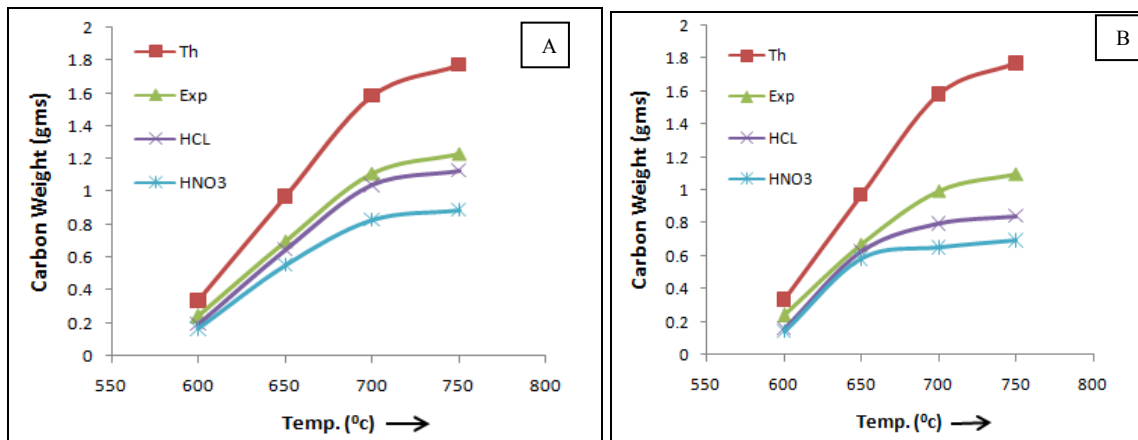 A
Carbon Weight (gms)
2
1.8
1.6
1.4
1.2
1
0.8
0.6
0.4
0.2
0
Th
Exp
HCL
HNO3
550 600 650 700 750 800
Temp. (⁰c)
B
Carbon Weight (gms)
2
1.8
1.6
1.4
1.2
1
0.8
0.6
0.4
0.2
0
Th
Exp
HCL
HNO3
550 600 650 700 750 800
Temp. (⁰c)